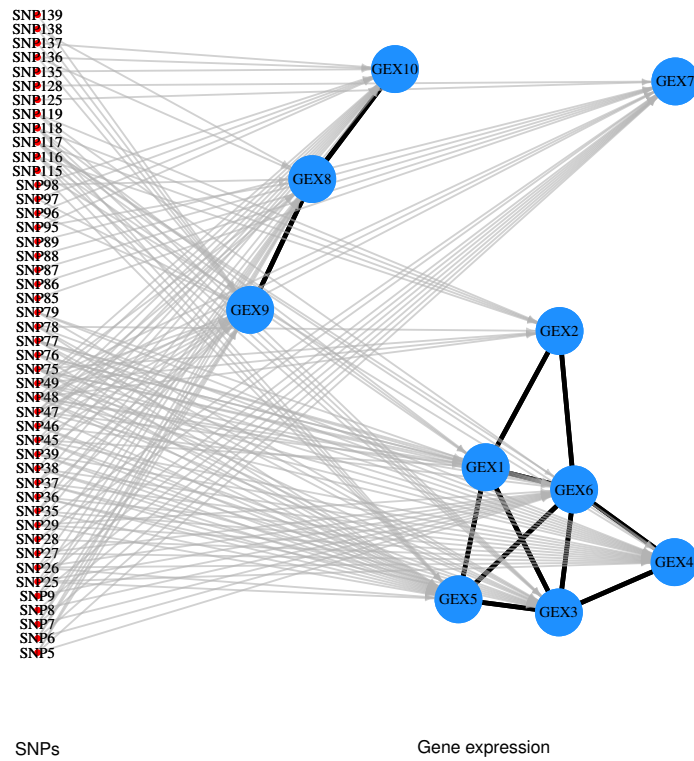 SNP139
SNP138
SNP137
SNP136
SNP135
SNP128
SNP125
SNP119
SNP118
SNP117
SNP116
SNP115
SNP98
SNP97
SNP96
SNP95
SNP89
SNP88
SNP87
SNP86
SNP85
SNP79
SNP78
SNP77
SNP76
SNP75
SNP49
SNP48
SNP47
SNP46
SNP45
SNP39
SNP38
SNP37
SNP36
SNP35
SNP29
SNP28
SNP27
SNP26
SNP25
SNP9
SNP8
SNP7
SNP6
SNP5
GEX10
GEX7
GEX8
GEX9
GEX2
GEX1
GEX6
GEX4
GEX5
GEX3
SNPs
Gene expression